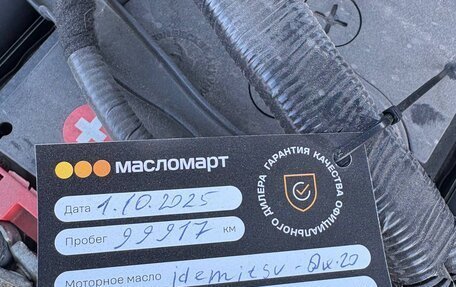 МАСЛОМАРТ
Дата 1.10.2025
Пробег 99917 км
Моторное масло idemitsu - 0w-20
ГАРАНТИЯ КАЧЕСТВА ОФИЦИАЛЬНОГО ДИЛЕРА